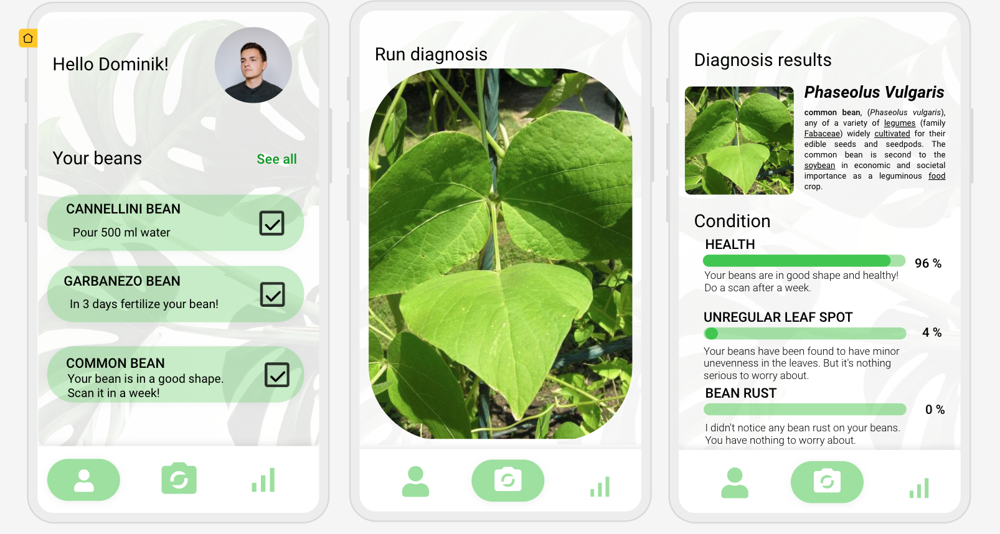 Hello Dominik!
Your beans
See all
CANNELLINI BEAN
Pour 500 ml water
GARBANEZO BEAN
In 3 days fertilize your bean!
COMMON BEAN
Your bean is in a good shape.
Scan it in a week!
Run diagnosis
Diagnosis results
Phaseolus Vulgaris
common bean, (Phaseolus vulgaris),
any of a variety of legumes (family
Fabaceae) widely cultivated for their
edible seeds and seedpods. The
common bean is second to the
soybean in economic and societal
importance as a leguminous food
crop.
Condition
HEALTH
96 %
Your beans are in good shape and healthy!
Do a scan after a week.
UNREGULAR LEAF SPOT
4 %
Your beans have been found to have minor
unevenness in the leaves. But it's nothing
serious to worry about.
BEAN RUST
0 %
I didn't notice any bean rust on your beans.
You have nothing to worry about.